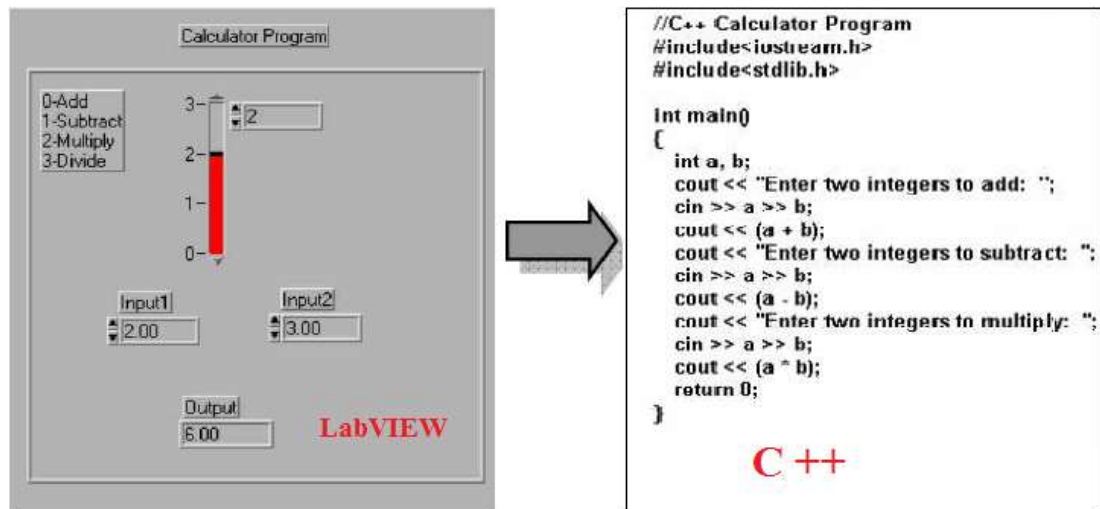 Calculator Program
0-Add
1-Subtract
2-Multiply
3-Divide
3-
2-
1-
0-
2
Input1
2.00
Input2
3.00
Output
6.00
LabVIEW
//C++ Calculator Program
#include<iostream.h>
#include<stdlib.h>
int main()
{
int a, b;
cout << "Enter two integers to add:  ";
cin >> a >> b;
cout << (a + b);
cout << "Enter two integers to subtract:  ";
cin >> a >> b;
cout << (a - b);
cout << "Enter two integers to multiply:  ";
cin >> a >> b;
cout << (a * b);
return 0;
}
C ++